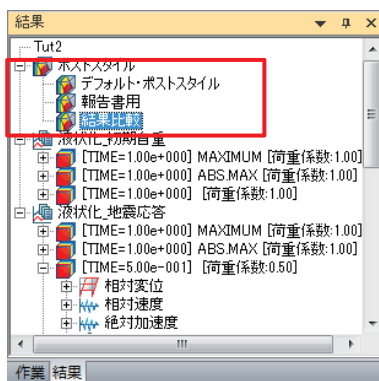 結果
Tut2
ポストスタイル
デフォルト・ポストスタイル
報告書用
結果比較
液状化_初期自重
[TIME=1.00e+000] MAXIMUM [荷重係数:1.00]
[TIME=1.00e+000] ABS.MAX [荷重係数:1.00]
[TIME=1.00e+000] [荷重係数:1.00]
液状化_地震応答
[TIME=1.00e+000] MAXIMUM [荷重係数:1.00]
[TIME=1.00e+000] ABS.MAX [荷重係数:1.00]
[TIME=5.00e-001] [荷重係数:0.50]
相対変位
相対速度
絶対加速度
作業 結果